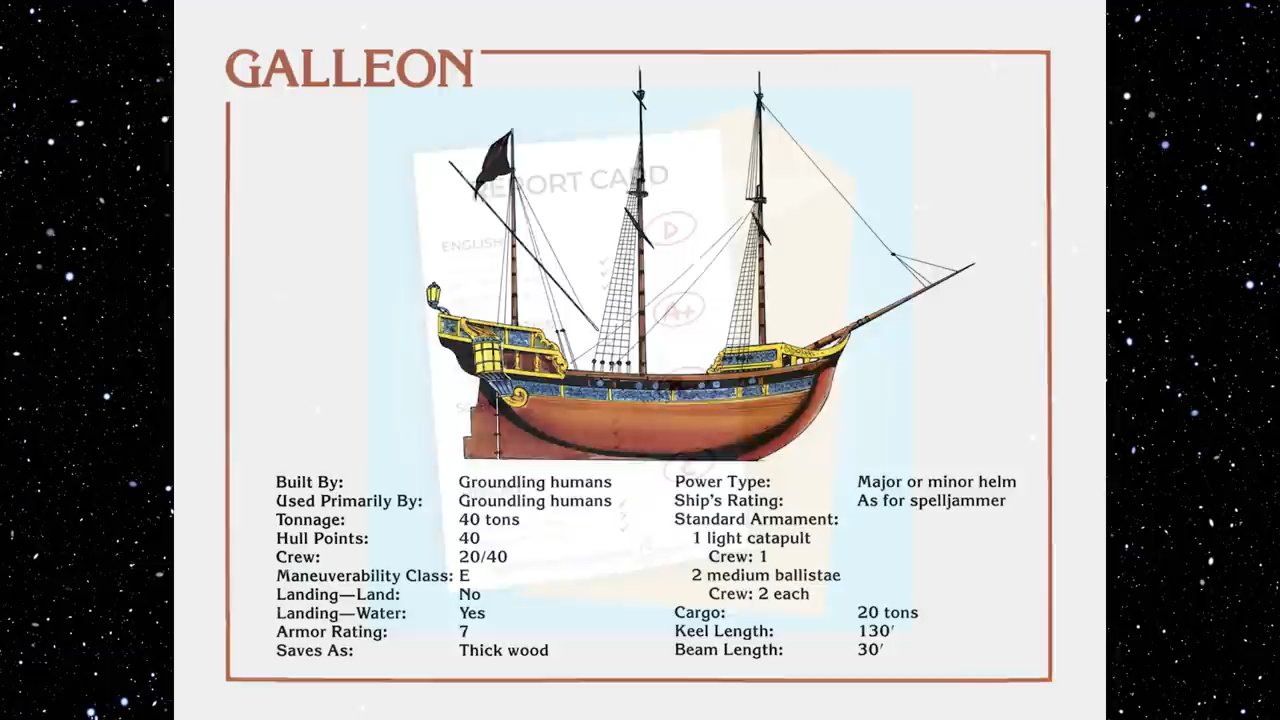 GALLEON
REPORT CARD
ENGLISH
D
A+
C
Built By: Groundling humans
Used Primarily By: Groundling humans
Tonnage: 40 tons
Hull Points: 40
Crew: 20/40
Maneuverability Class: E
Landing—Land: No
Landing—Water: Yes
Armor Rating: 7
Saves As: Thick wood
Power Type: Major or minor helm
Ship's Rating: As for spelljammer
Standard Armament:
1 light catapult
Crew: 1
2 medium ballistae
Crew: 2 each
Cargo: 20 tons
Keel Length: 130′
Beam Length: 30′